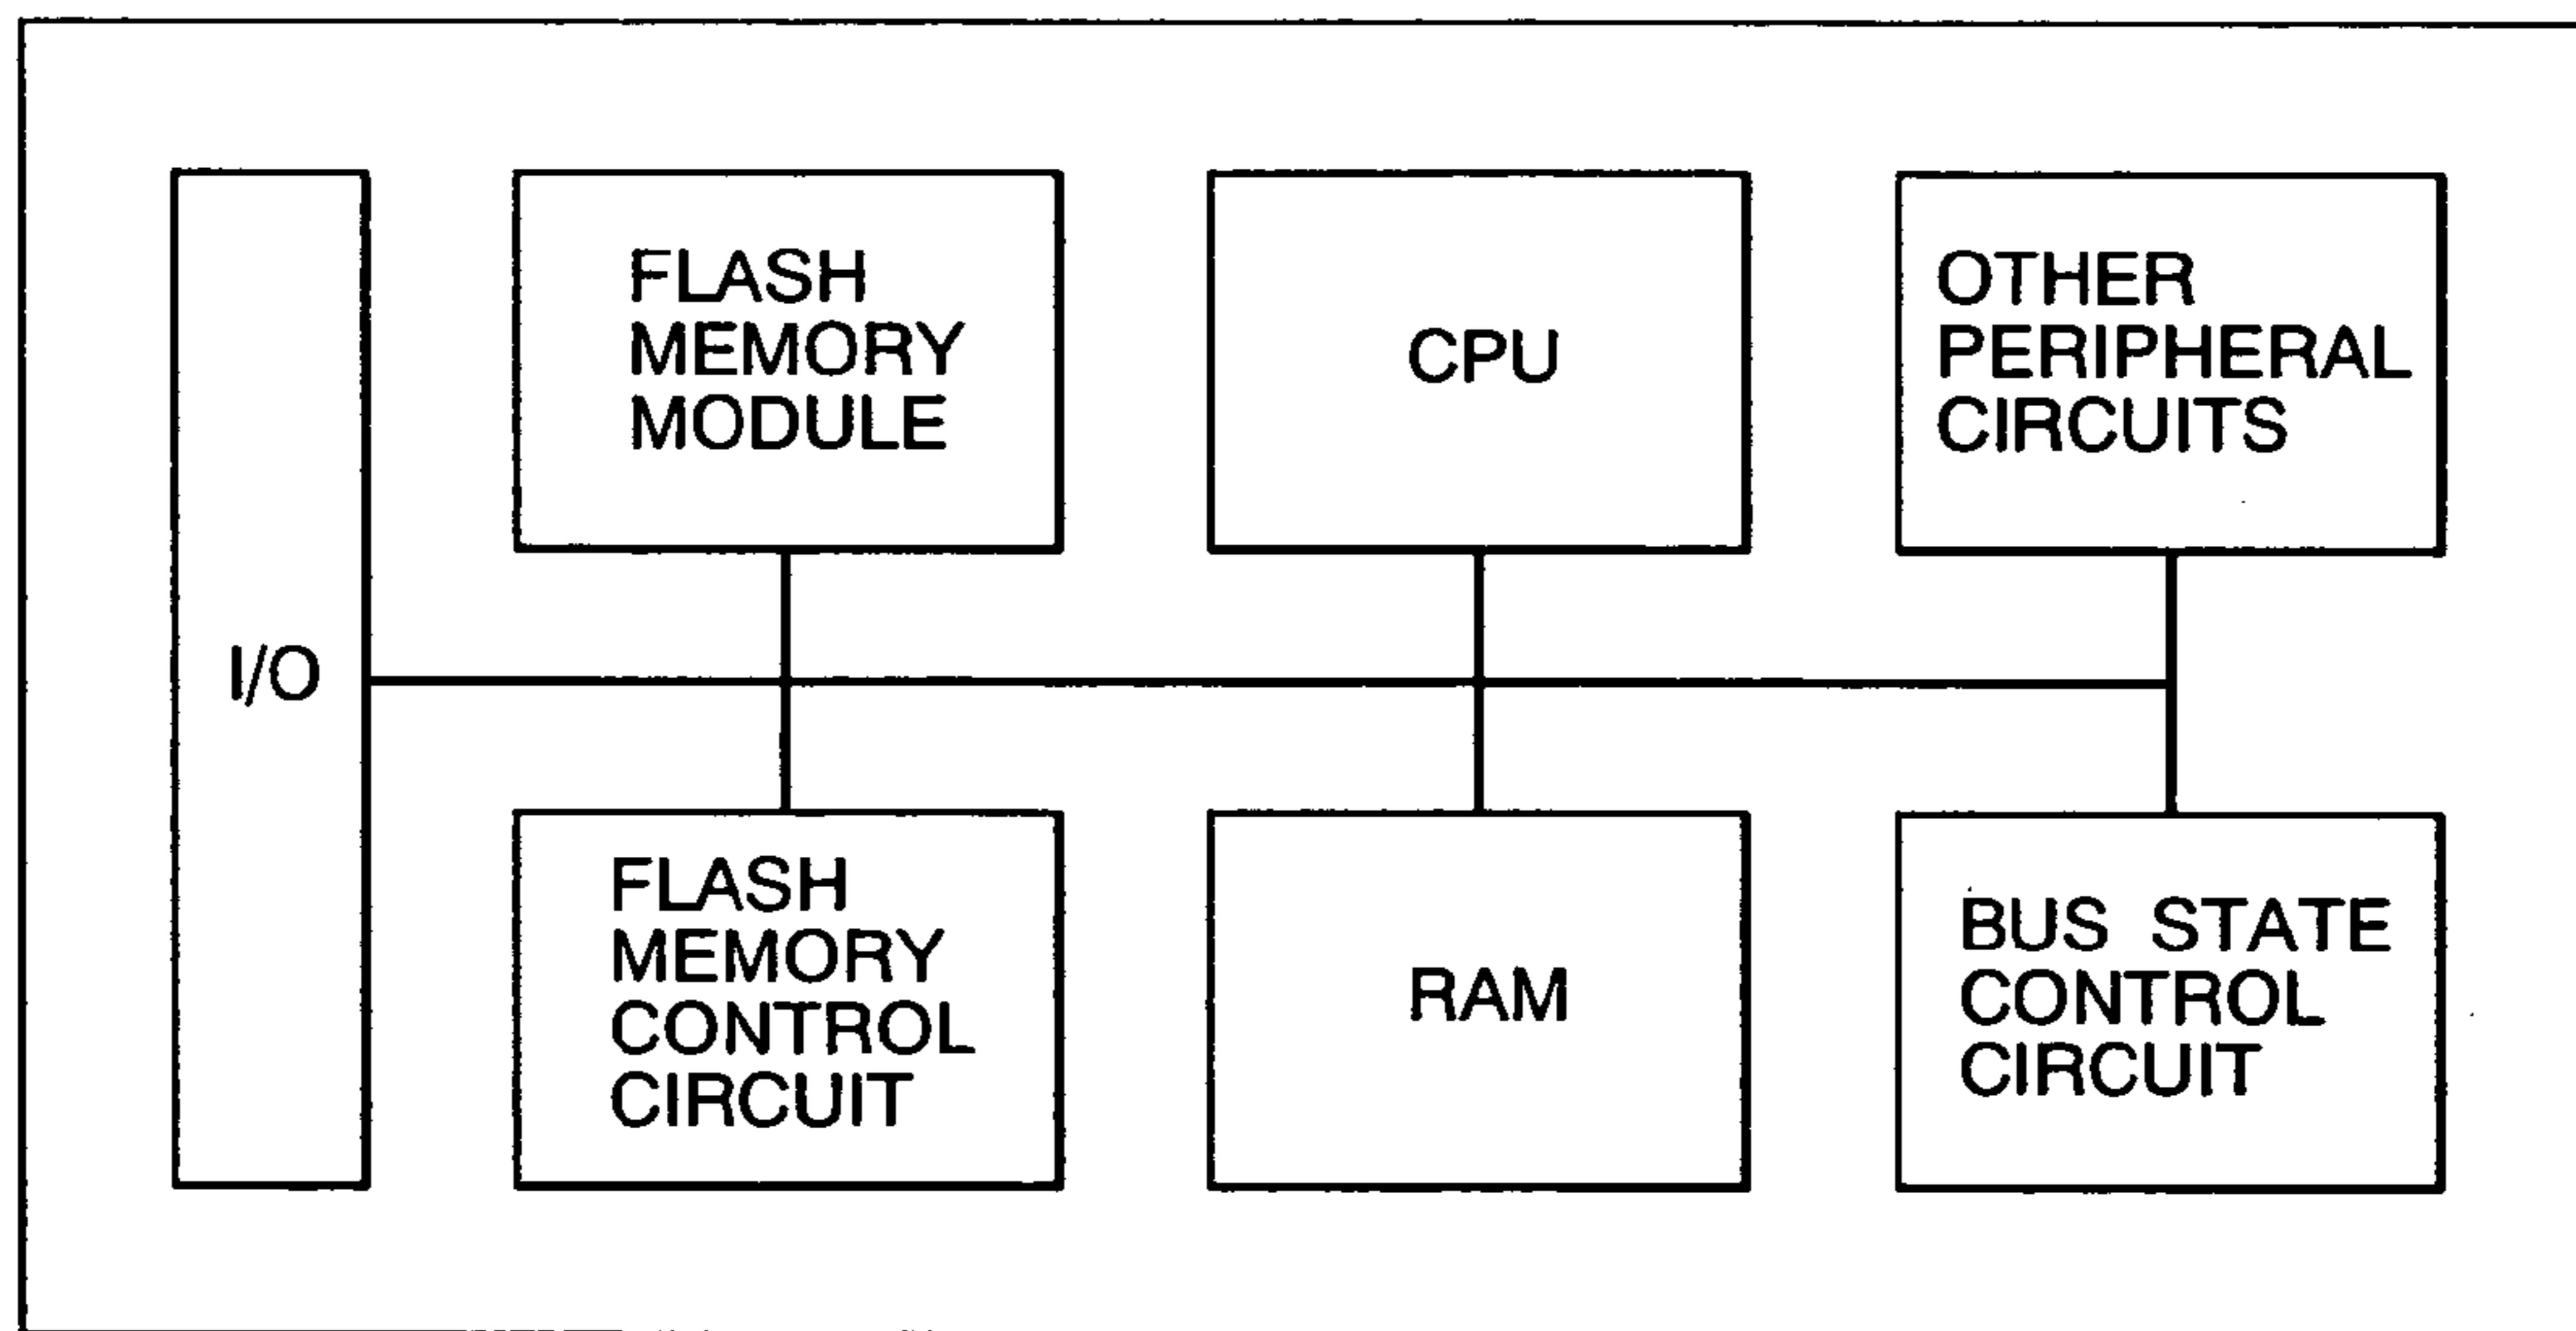 I/O
FLASH
MEMORY
MODULE
CPU
OTHER
PERIPHERAL
CIRCUITS
FLASH
MEMORY
CONTROL
CIRCUIT
RAM
BUS STATE
CONTROL
CIRCUIT